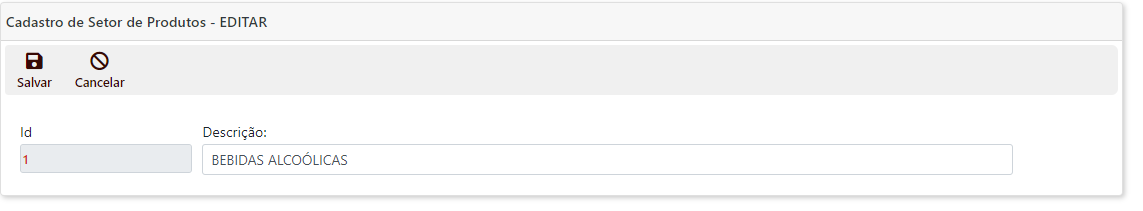 Cadastro de Setor de Produtos - EDITAR
Salvar Cancelar
Id Descrição:
1 BEBIDAS ALCOÓLICAS